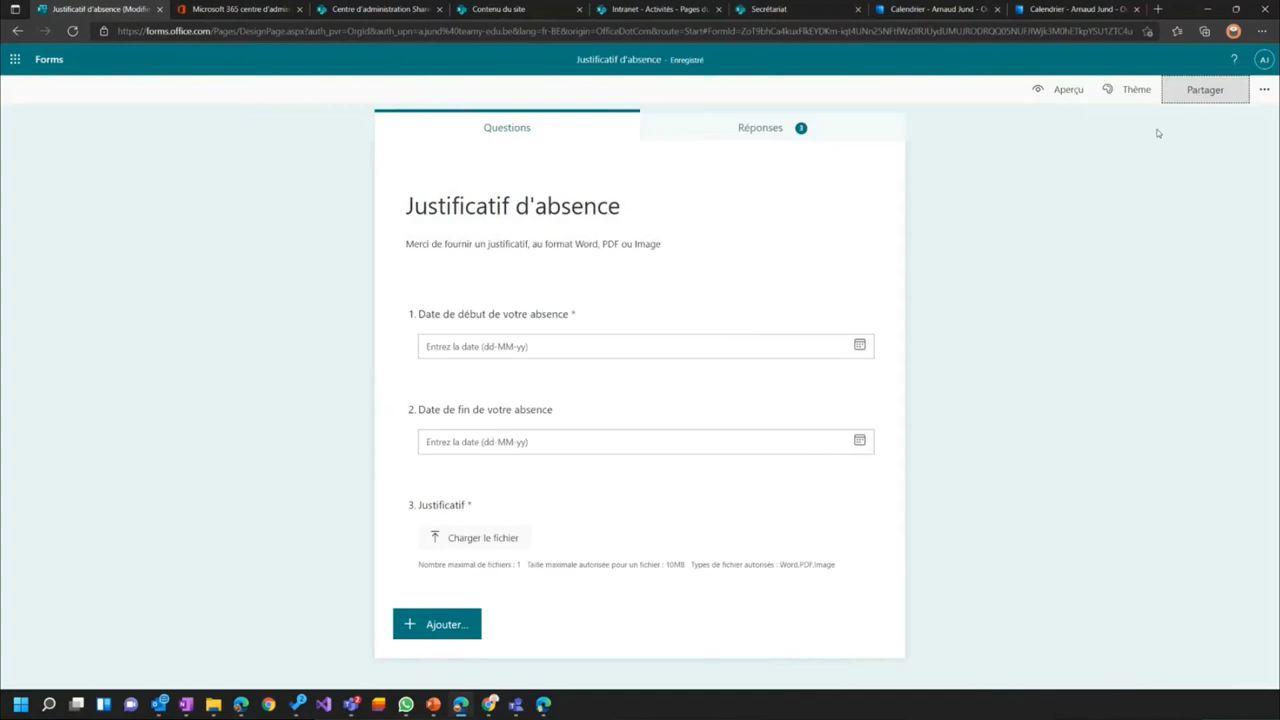 Justificatif d'absence (Modifie
Microsoft 365 centre d'admi
Centre d'administration Shar
Contenu du site
Intranet - Activités - Pages du
Secrétariat
Calendrier - Arnaud Jund - O
Calendrier - Arnaud Jund - O
Forms
Justificatif d'absence - Enregistré
?
AJ
Aperçu
Thème
Partager
Questions
Réponses 3
Justificatif d'absence
Merci de fournir un justificatif, au format Word, PDF ou Image
1. Date de début de votre absence *
Entrez la date (dd-MM-yy)
2. Date de fin de votre absence
Entrez la date (dd-MM-yy)
3. Justificatif *
Charger le fichier
Nombre maximal de fichiers : 1 Taille maximale autorisée pour un fichier : 10MB Types de fichier autorisés : Word,PDF,Image
+ Ajouter...